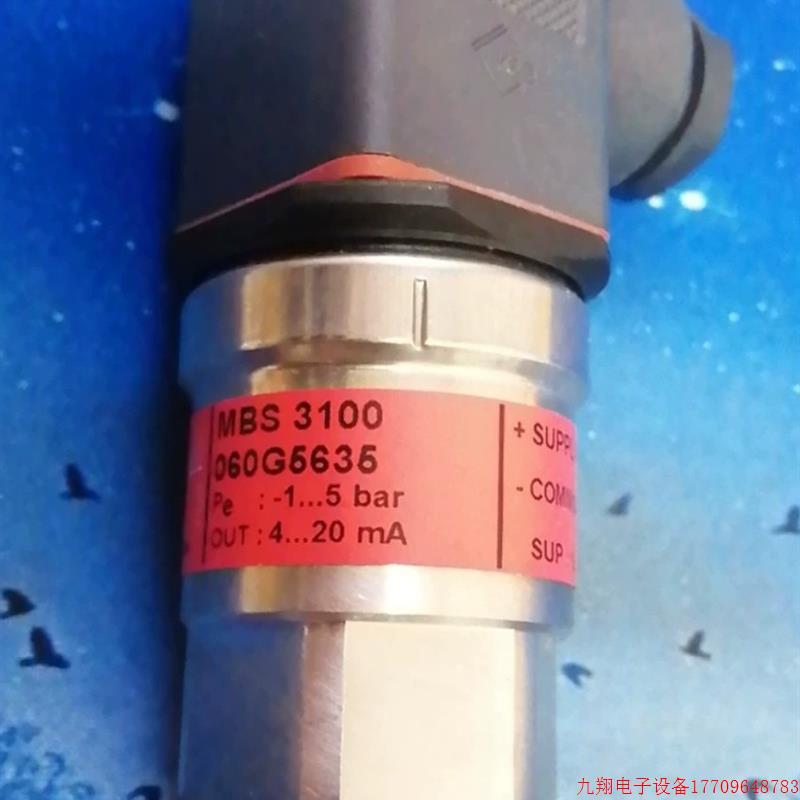 MBS 3100
060G5635
Pe : -1...5 bar
OUT : 4...20 mA
+ SUPPL
- COMM
SUP
九翔电子设备17709648783